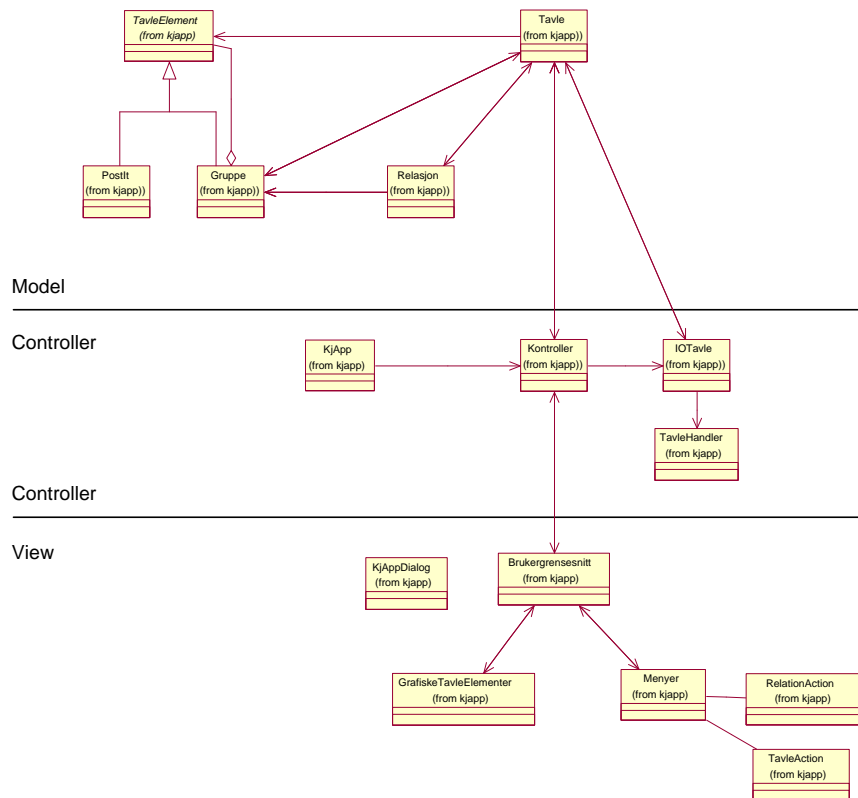 TavleElement
(from kjapp)
Tavle
(from kjapp))
PostIt
(from kjapp))
Gruppe
(from kjapp))
Relasjon
(from kjapp))
Model
Controller
KjApp
(from kjapp)
Kontroller
(from kjapp))
IOTavle
(from kjapp))
TavleHandler
(from kjapp)
Controller
View
KjAppDialog
(from kjapp)
Brukergrensesnitt
(from kjapp)
GrafiskeTavleElementer
(from kjapp)
Menyer
(from kjapp)
RelationAction
(from kjapp)
TavleAction
(from kjapp)